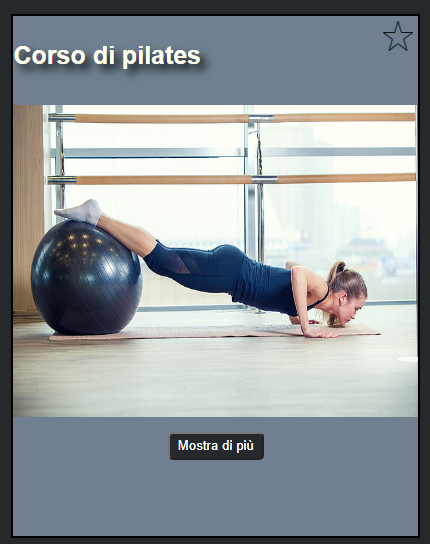 Corso di pilates
Mostra di più